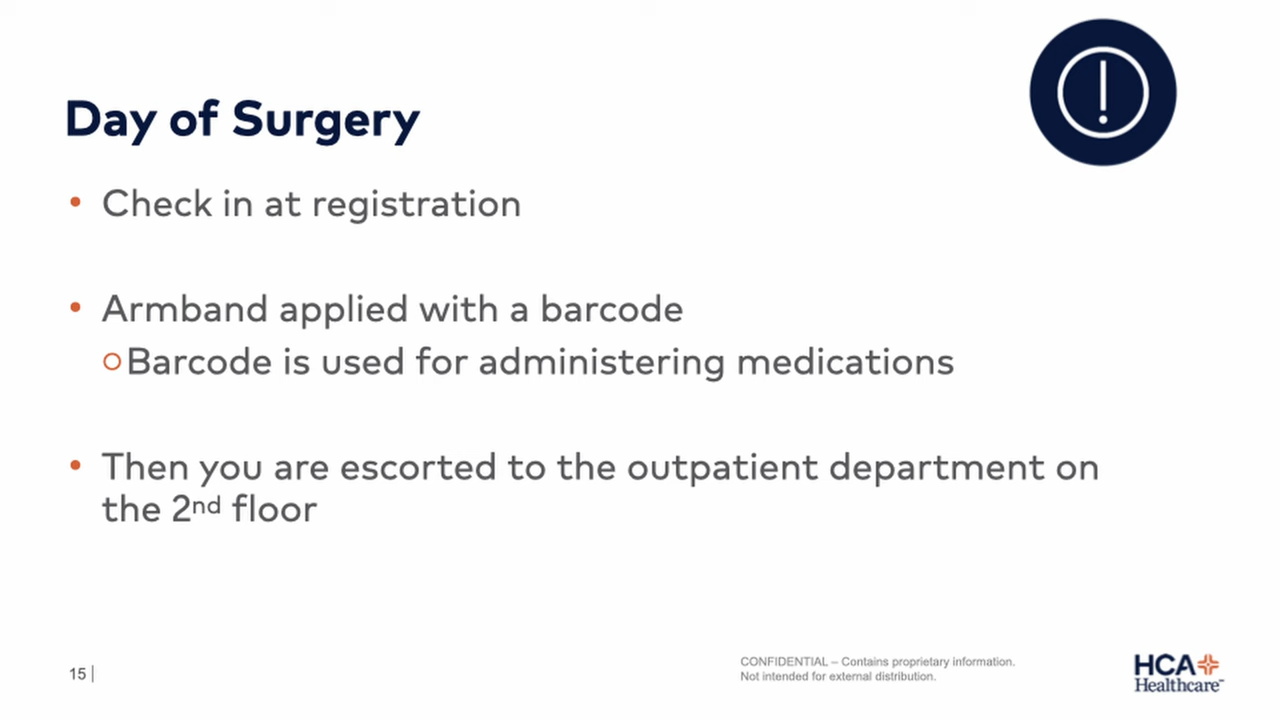 Day of Surgery
• Check in at registration
• Armband applied with a barcode
○ Barcode is used for administering medications
• Then you are escorted to the outpatient department on
the 2nd floor
15 |
CONFIDENTIAL – Contains proprietary information.
Not intended for external distribution.
HCA
Healthcare™